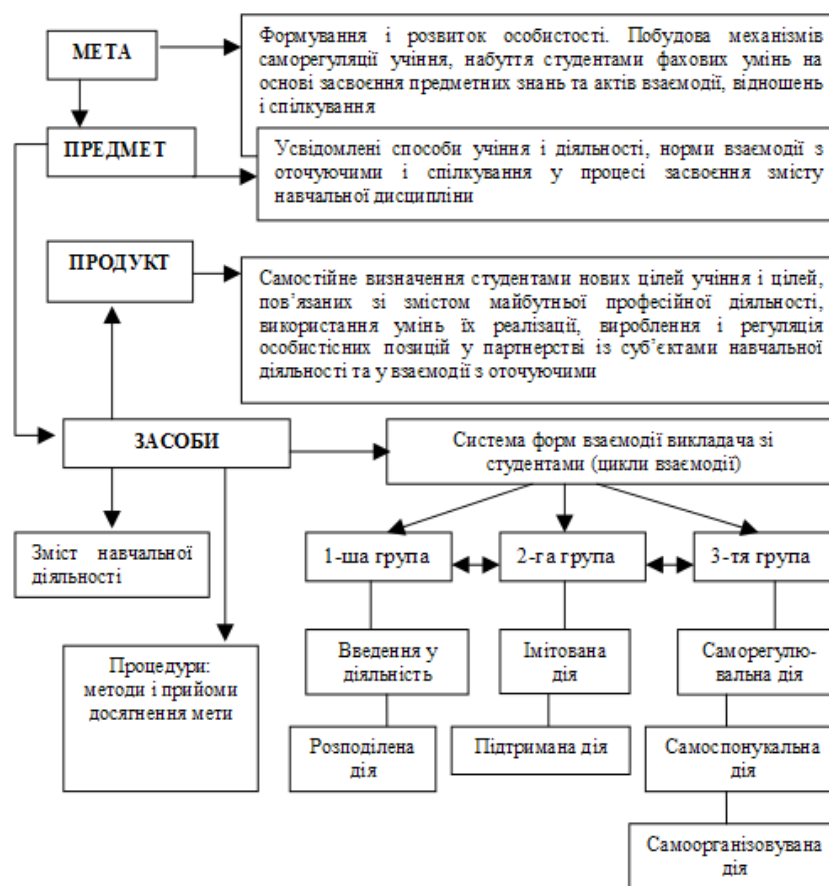 МЕТА
Формування і розвиток особистості. Побудова механізмів
саморегуляції учіння, набуття студентами фахових умінь на
основі засвоєння предметних знань та актів взаємодії, відношень
і спілкування
ПРЕДМЕТ
Усвідомлені способи учіння і діяльності, норми взаємодії з
оточуючими і спілкування у процесі засвоєння змісту
навчальної дисципліни
ПРОДУКТ
Самостійне визначення студентами нових цілей учіння і цілей,
пов’язаних зі змістом майбутньої професійної діяльності,
використання умінь їх реалізації, вироблення і регуляція
особистісних позицій у партнерстві із суб’єктами навчальної
діяльності та у взаємодії з оточуючими
ЗАСОБИ
Система форм взаємодії викладача зі
студентами (цикли взаємодії)
Зміст навчальної
діяльності
Процедури:
методи і прийоми
досягнення мети
1-ша група
2-га група
3-тя група
Введення у
діяльність
Імітована
дія
Саморегулю-
вальна дія
Розподілена
дія
Підтримана дія
Самоспонукальна
дія
Самоорганізовувана
дія